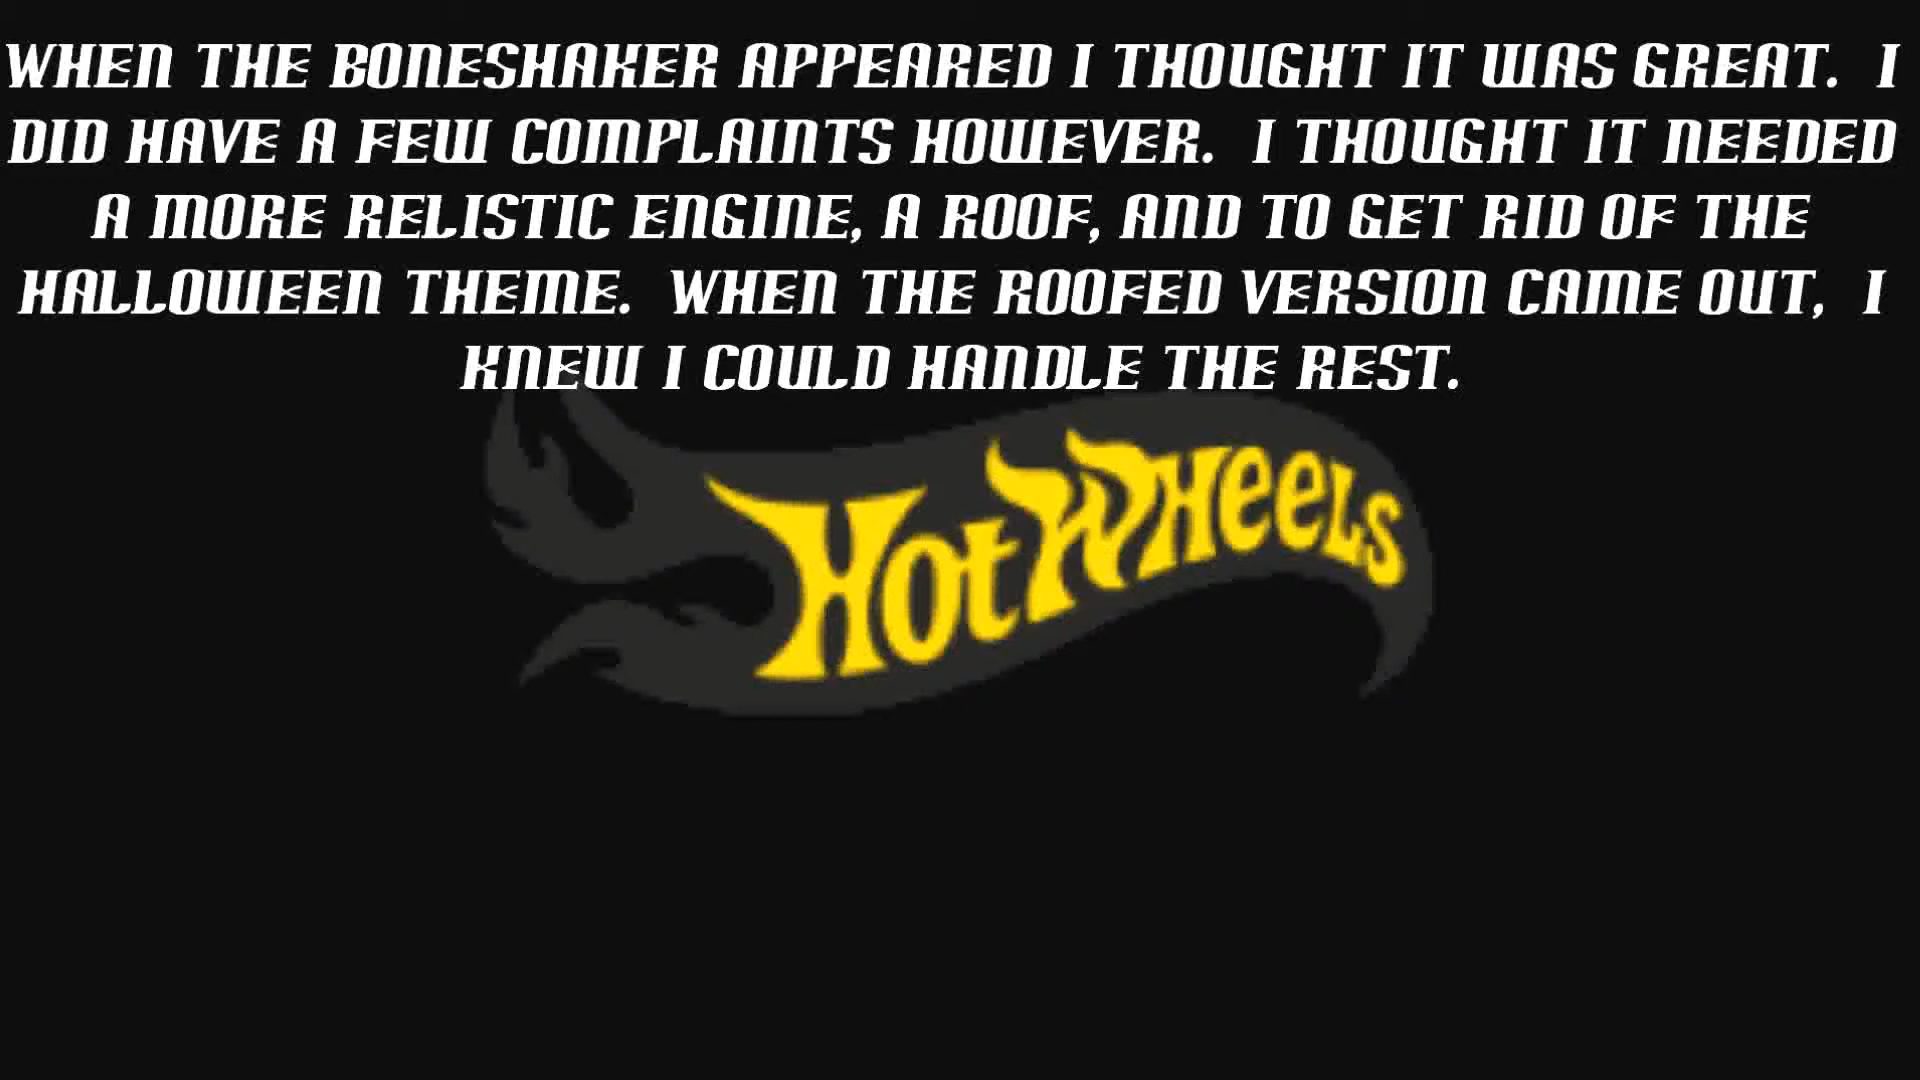 WHEN THE BONESHAKER APPEARED I THOUGHT IT WAS GREAT.  I
DID HAVE A FEW COMPLAINTS HOWEVER.  I THOUGHT IT NEEDED
A MORE RELISTIC ENGINE, A ROOF, AND TO GET RID OF THE
HALLOWEEN THEME.  WHEN THE ROOFED VERSION CAME OUT,  I
KNEW I COULD HANDLE THE REST.
Hot Wheels